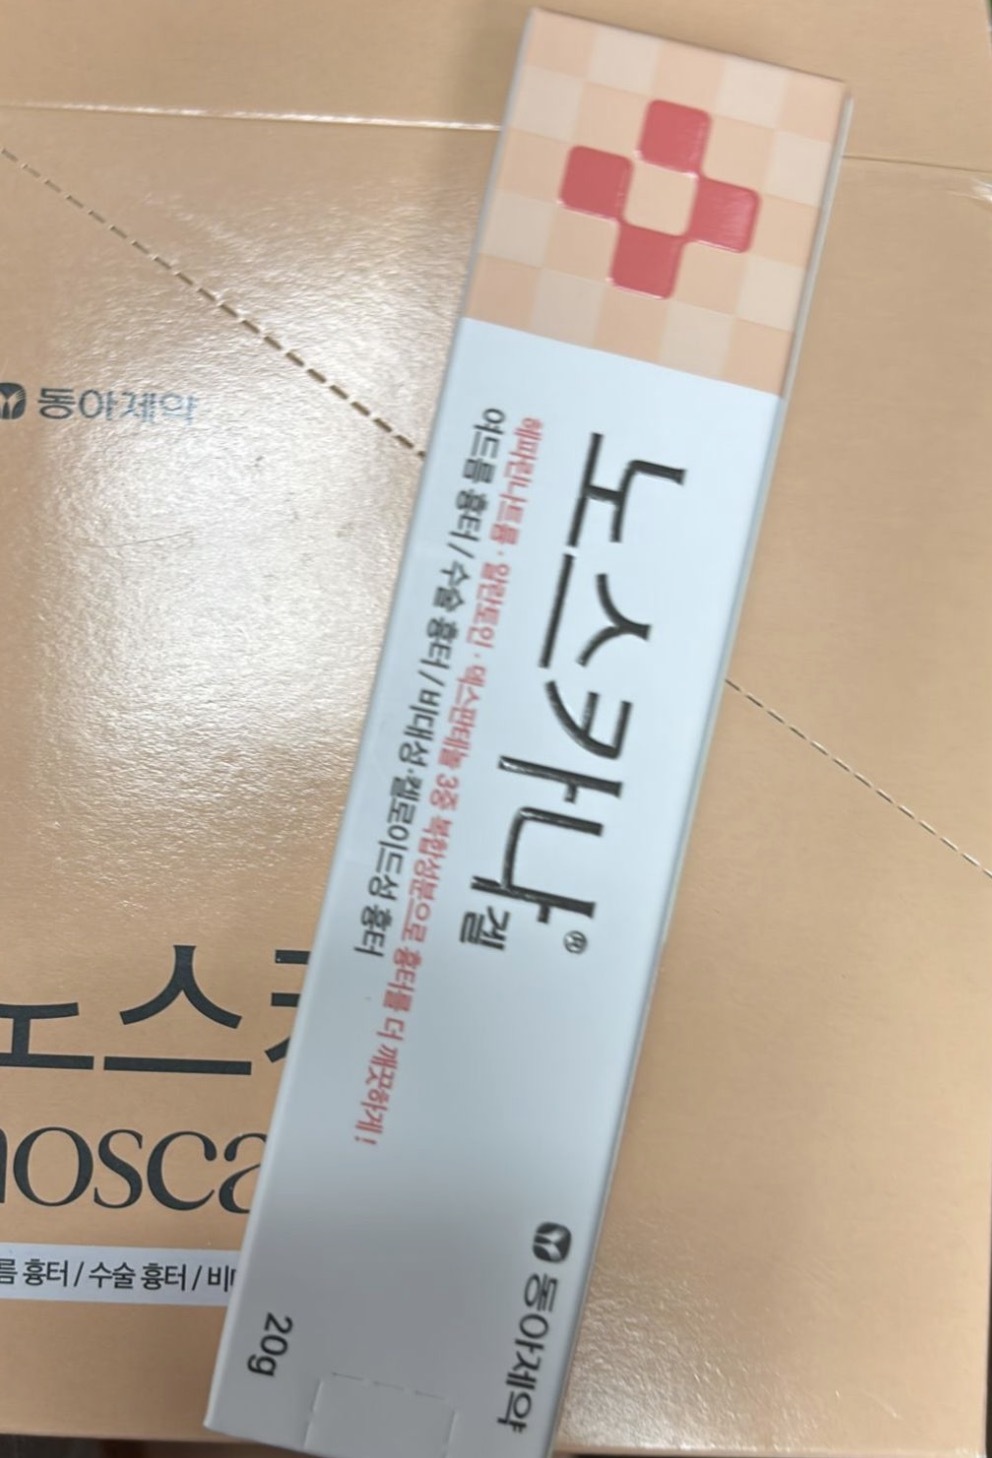 노스카나®겔
헤파린나트륨·알란토인·덱스판테놀 3중 복합성분으로 흉터를 더 깨끗하게!
여드름 흉터/수술 흉터/비대성·켈로이드성 흉터
동아제약
20g
동아제약
노스카
nosca
름 흉터 / 수술 흉터 / 비대